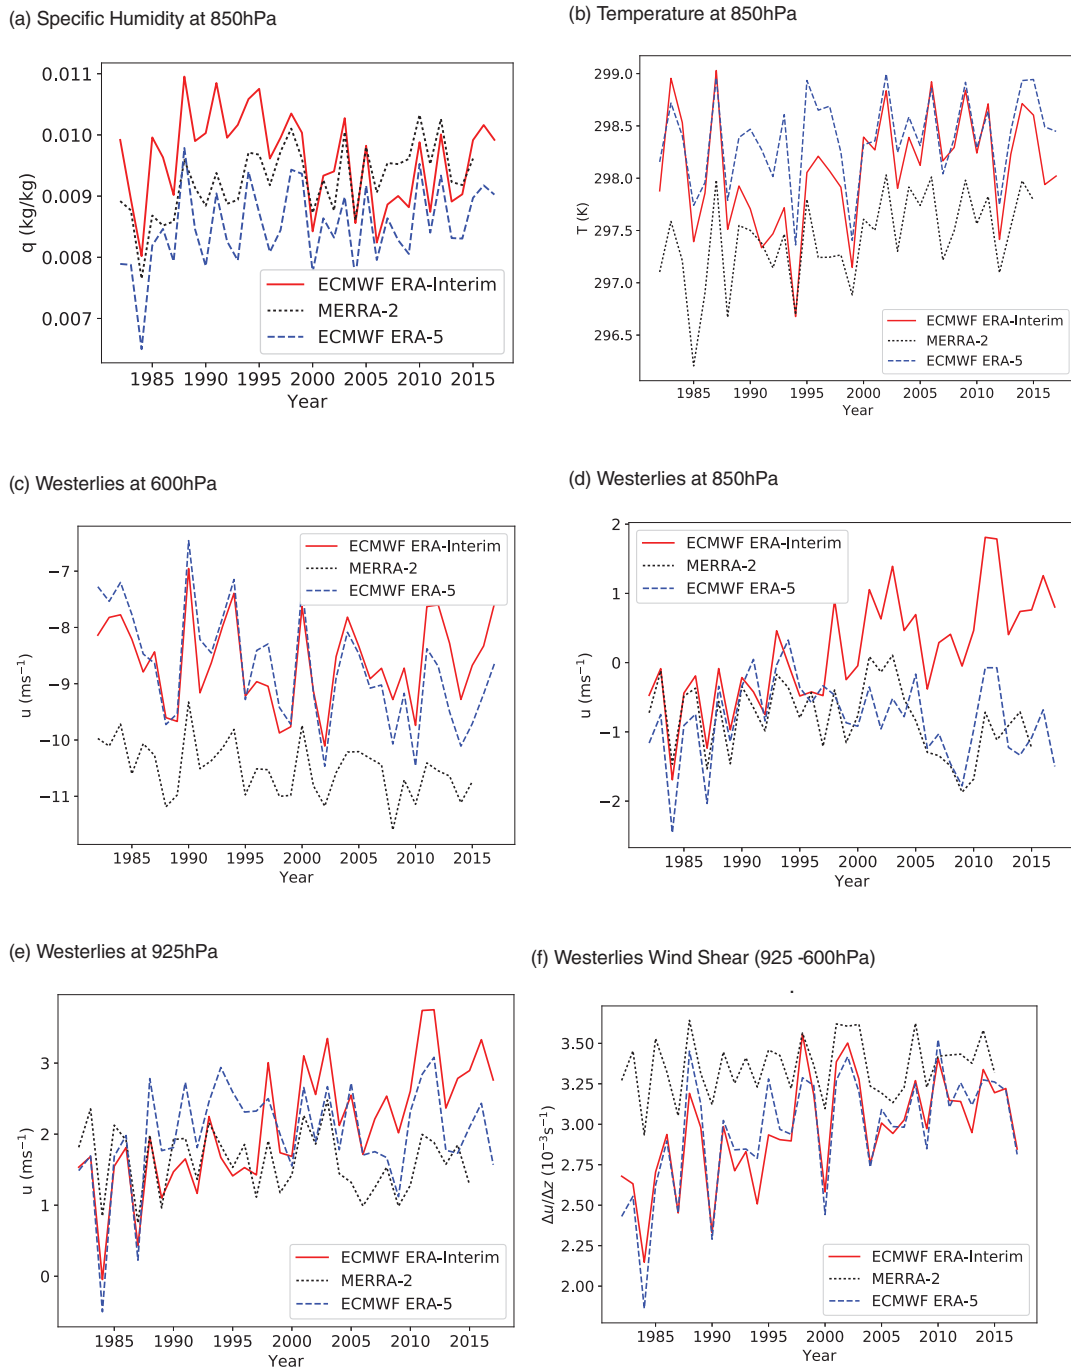 (a) Specific Humidity at 850hPa
0.011
0.010
0.009
0.008
0.007
q (kg/kg)
ECMWF ERA-Interim
MERRA-2
ECMWF ERA-5
1985 1990 1995 2000 2005 2010 2015
Year
(b) Temperature at 850hPa
299.0
298.5
298.0
297.5
297.0
296.5
T (K)
ECMWF ERA-Interim
MERRA-2
ECMWF ERA-5
1985 1990 1995 2000 2005 2010 2015
Year
(c) Westerlies at 600hPa
−7
−8
−9
−10
−11
u (ms⁻¹)
ECMWF ERA-Interim
MERRA-2
ECMWF ERA-5
1985 1990 1995 2000 2005 2010 2015
Year
(d) Westerlies at 850hPa
2
1
0
−1
−2
u (ms⁻¹)
ECMWF ERA-Interim
MERRA-2
ECMWF ERA-5
1985 1990 1995 2000 2005 2010 2015
Year
(e) Westerlies at 925hPa
3
2
1
0
u (ms⁻¹)
ECMWF ERA-Interim
MERRA-2
ECMWF ERA-5
1985 1990 1995 2000 2005 2010 2015
Year
(f) Westerlies Wind Shear (925 -600hPa)
3.50
3.25
3.00
2.75
2.50
2.25
2.00
Δu/Δz (10⁻³s⁻¹)
ECMWF ERA-Interim
MERRA-2
ECMWF ERA-5
1985 1990 1995 2000 2005 2010 2015
Year